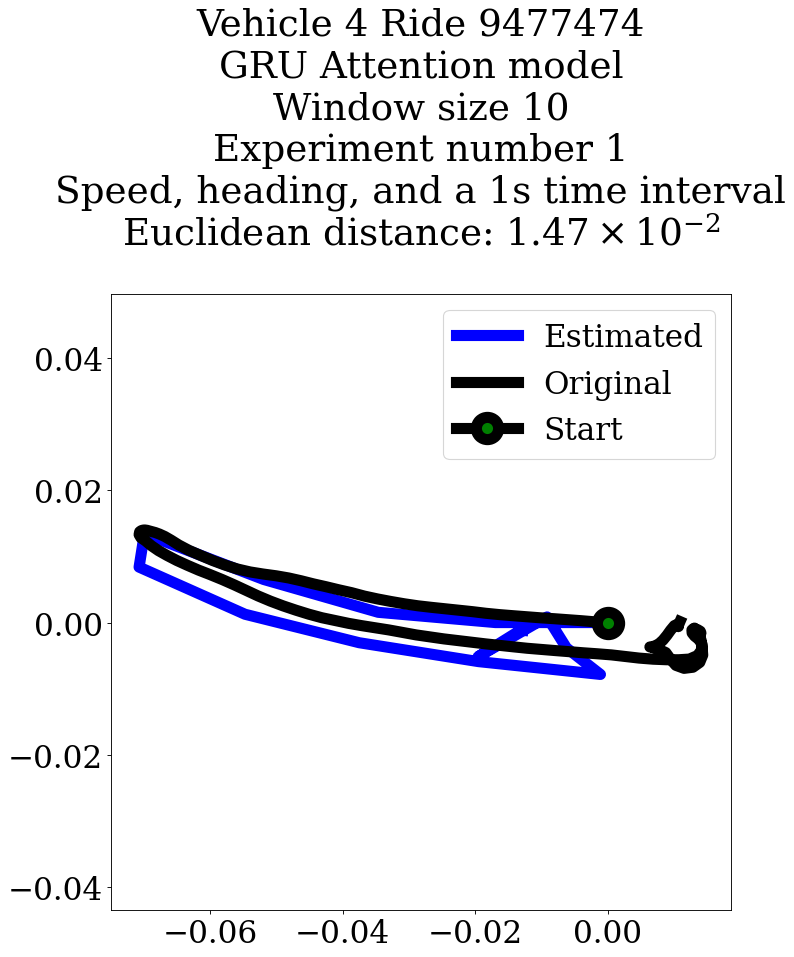 Vehicle 4 Ride 9477474
GRU Attention model
Window size 10
Experiment number 1
Speed, heading, and a 1s time interval
Euclidean distance: 1.47 × 10⁻²
Estimated
Original
Start
0.04
0.02
0.00
−0.02
−0.04
−0.06 −0.04 −0.02 0.00